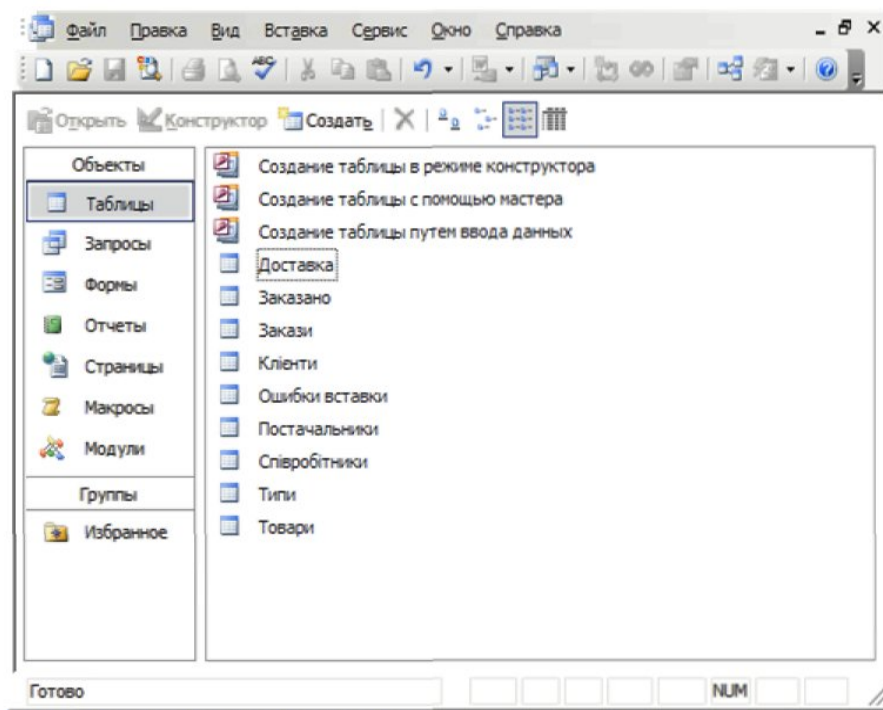 Файл Правка Вид Вставка Сервис Окно Справка
Открыть Конструктор Создать
Объекты
Таблицы
Запросы
Формы
Отчеты
Страницы
Макросы
Модули
Группы
Избранное
Создание таблицы в режиме конструктора
Создание таблицы с помощью мастера
Создание таблицы путем ввода данных
Доставка
Заказано
Закази
Клієнти
Ошибки вставки
Постачальники
Співробітники
Типи
Товари
Готово
NUM